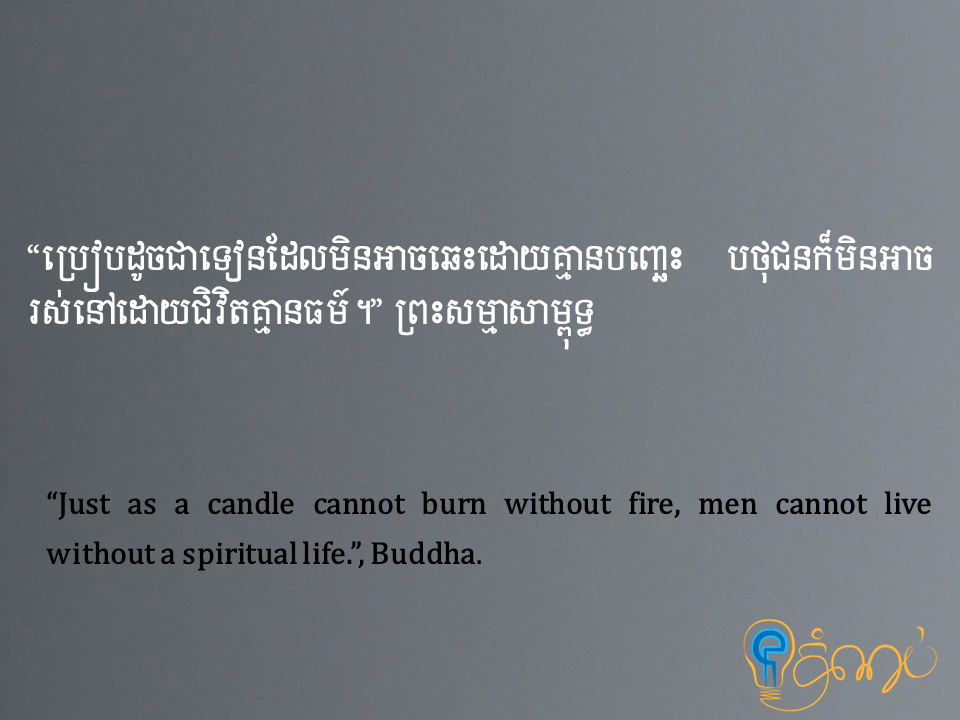 “ប្រៀបដូចជាទៀនដែលមិនអាចឆេះដោយគ្មានបញ្ឆេះ បថុជនក៏មិនអាច
រស់នៅដោយជិវិតគ្មានធម៍។” ព្រះសម្មាសាម្ពុទ្ធ
“Just as a candle cannot burn without fire, men cannot live
without a spiritual life.”, Buddha.